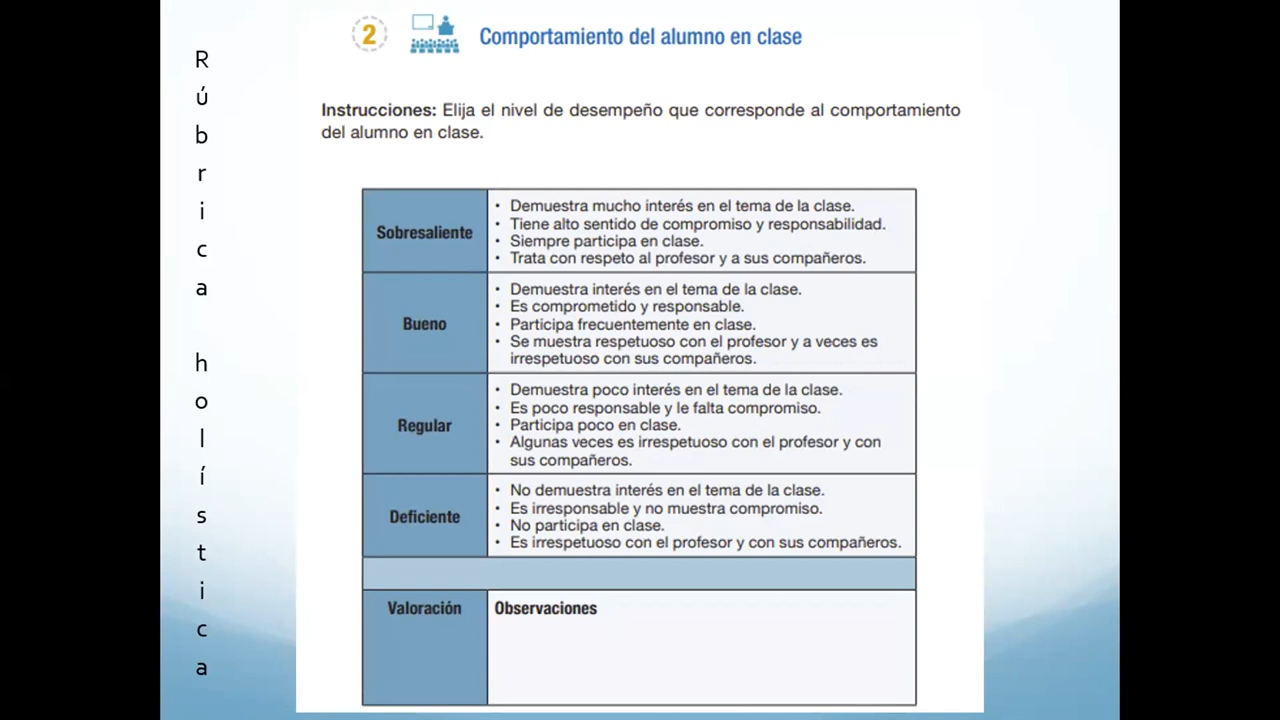 Rúbrica holística
2
Comportamiento del alumno en clase
Instrucciones: Elija el nivel de desempeño que corresponde al comportamiento
del alumno en clase.
Sobresaliente
• Demuestra mucho interés en el tema de la clase.
• Tiene alto sentido de compromiso y responsabilidad.
• Siempre participa en clase.
• Trata con respeto al profesor y a sus compañeros.
Bueno
• Demuestra interés en el tema de la clase.
• Es comprometido y responsable.
• Participa frecuentemente en clase.
• Se muestra respetuoso con el profesor y a veces es
irrespetuoso con sus compañeros.
Regular
• Demuestra poco interés en el tema de la clase.
• Es poco responsable y le falta compromiso.
• Participa poco en clase.
• Algunas veces es irrespetuoso con el profesor y con
sus compañeros.
Deficiente
• No demuestra interés en el tema de la clase.
• Es irresponsable y no muestra compromiso.
• No participa en clase.
• Es irrespetuoso con el profesor y con sus compañeros.
Valoración
Observaciones